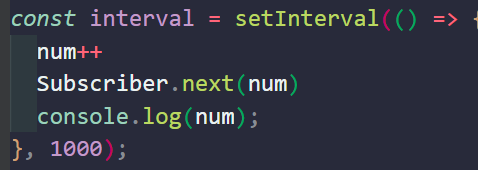 const interval = setInterval(() => {
num++
Subscriber.next(num)
console.log(num);
}, 1000);